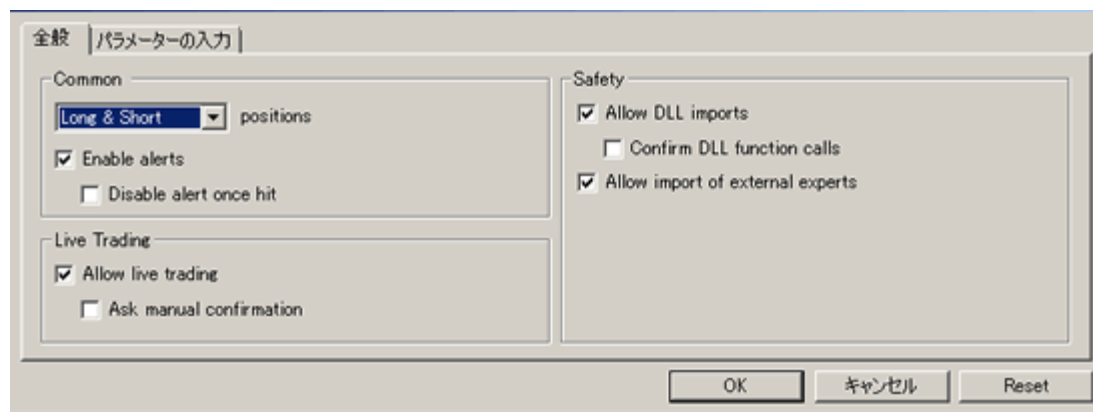 全般
パラメーターの入力
Common
Long & Short positions
Enable alerts
Disable alert once hit
Live Trading
Allow live trading
Ask manual confirmation
Safety
Allow DLL imports
Confirm DLL function calls
Allow import of external experts
OK
キャンセル
Reset